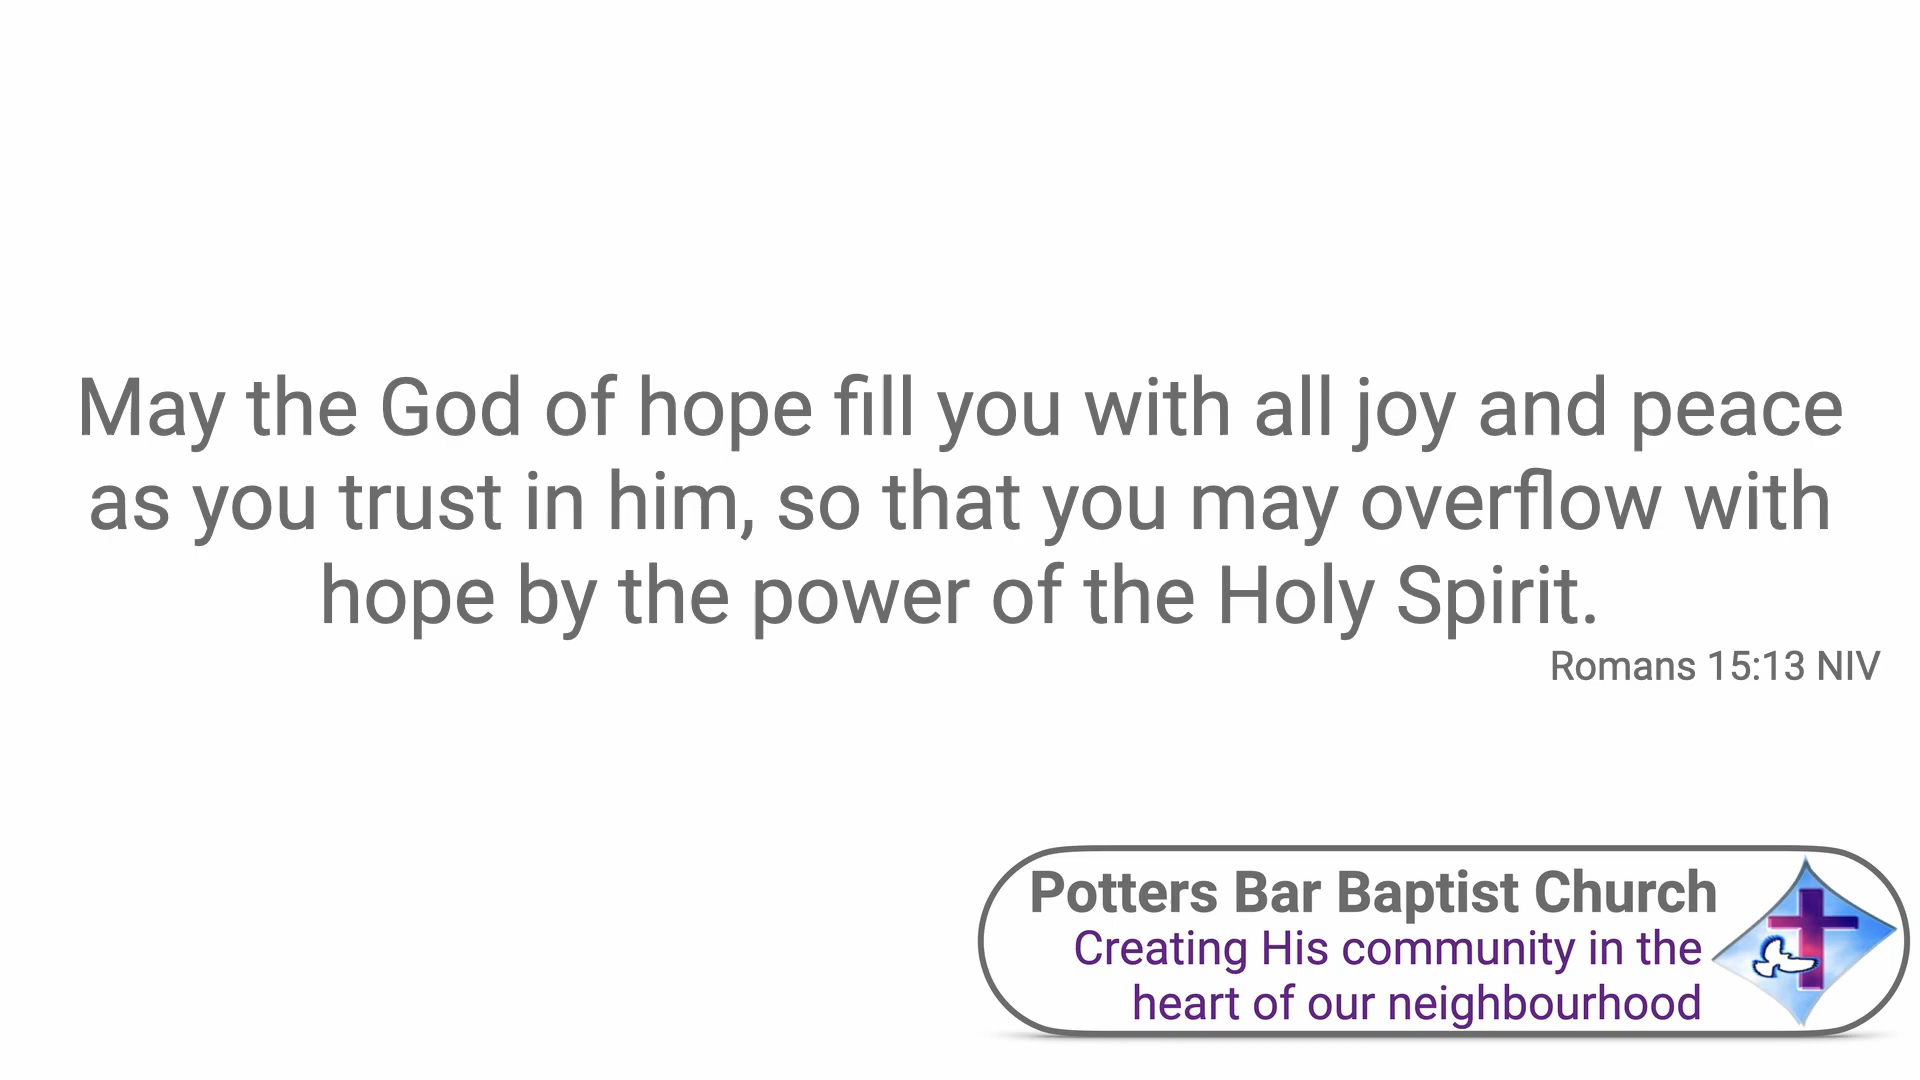 May the God of hope fill you with all joy and peace
as you trust in him, so that you may overflow with
hope by the power of the Holy Spirit.
Romans 15:13 NIV
Potters Bar Baptist Church
Creating His community in the
heart of our neighbourhood